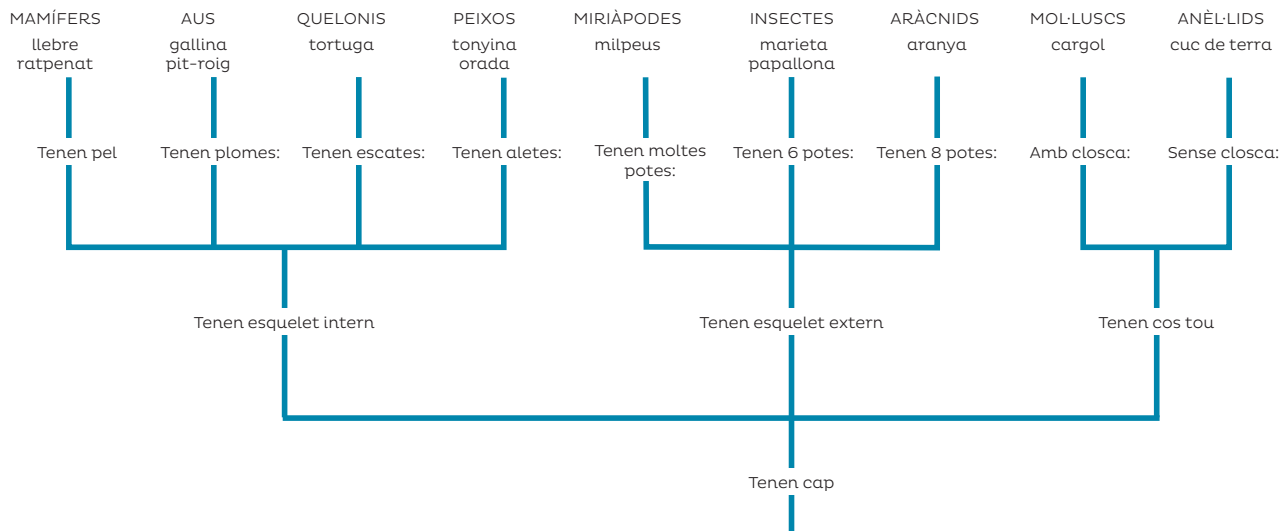 MAMÍFERS
llebre
ratpenat
AUS
gallina
pit-roig
QUELONIS
tortuga
PEIXOS
tonyina
orada
MIRIÀPODES
milpeus
INSECTES
marieta
papallona
ARÀCNIDS
aranya
MOL·LUSCS
cargol
ANÈL·LIDS
cuc de terra
Tenen pel
Tenen plomes:
Tenen escates:
Tenen aletes:
Tenen moltes
potes:
Tenen 6 potes:
Tenen 8 potes:
Amb closca:
Sense closca:
Tenen esquelet intern
Tenen esquelet extern
Tenen cos tou
Tenen cap